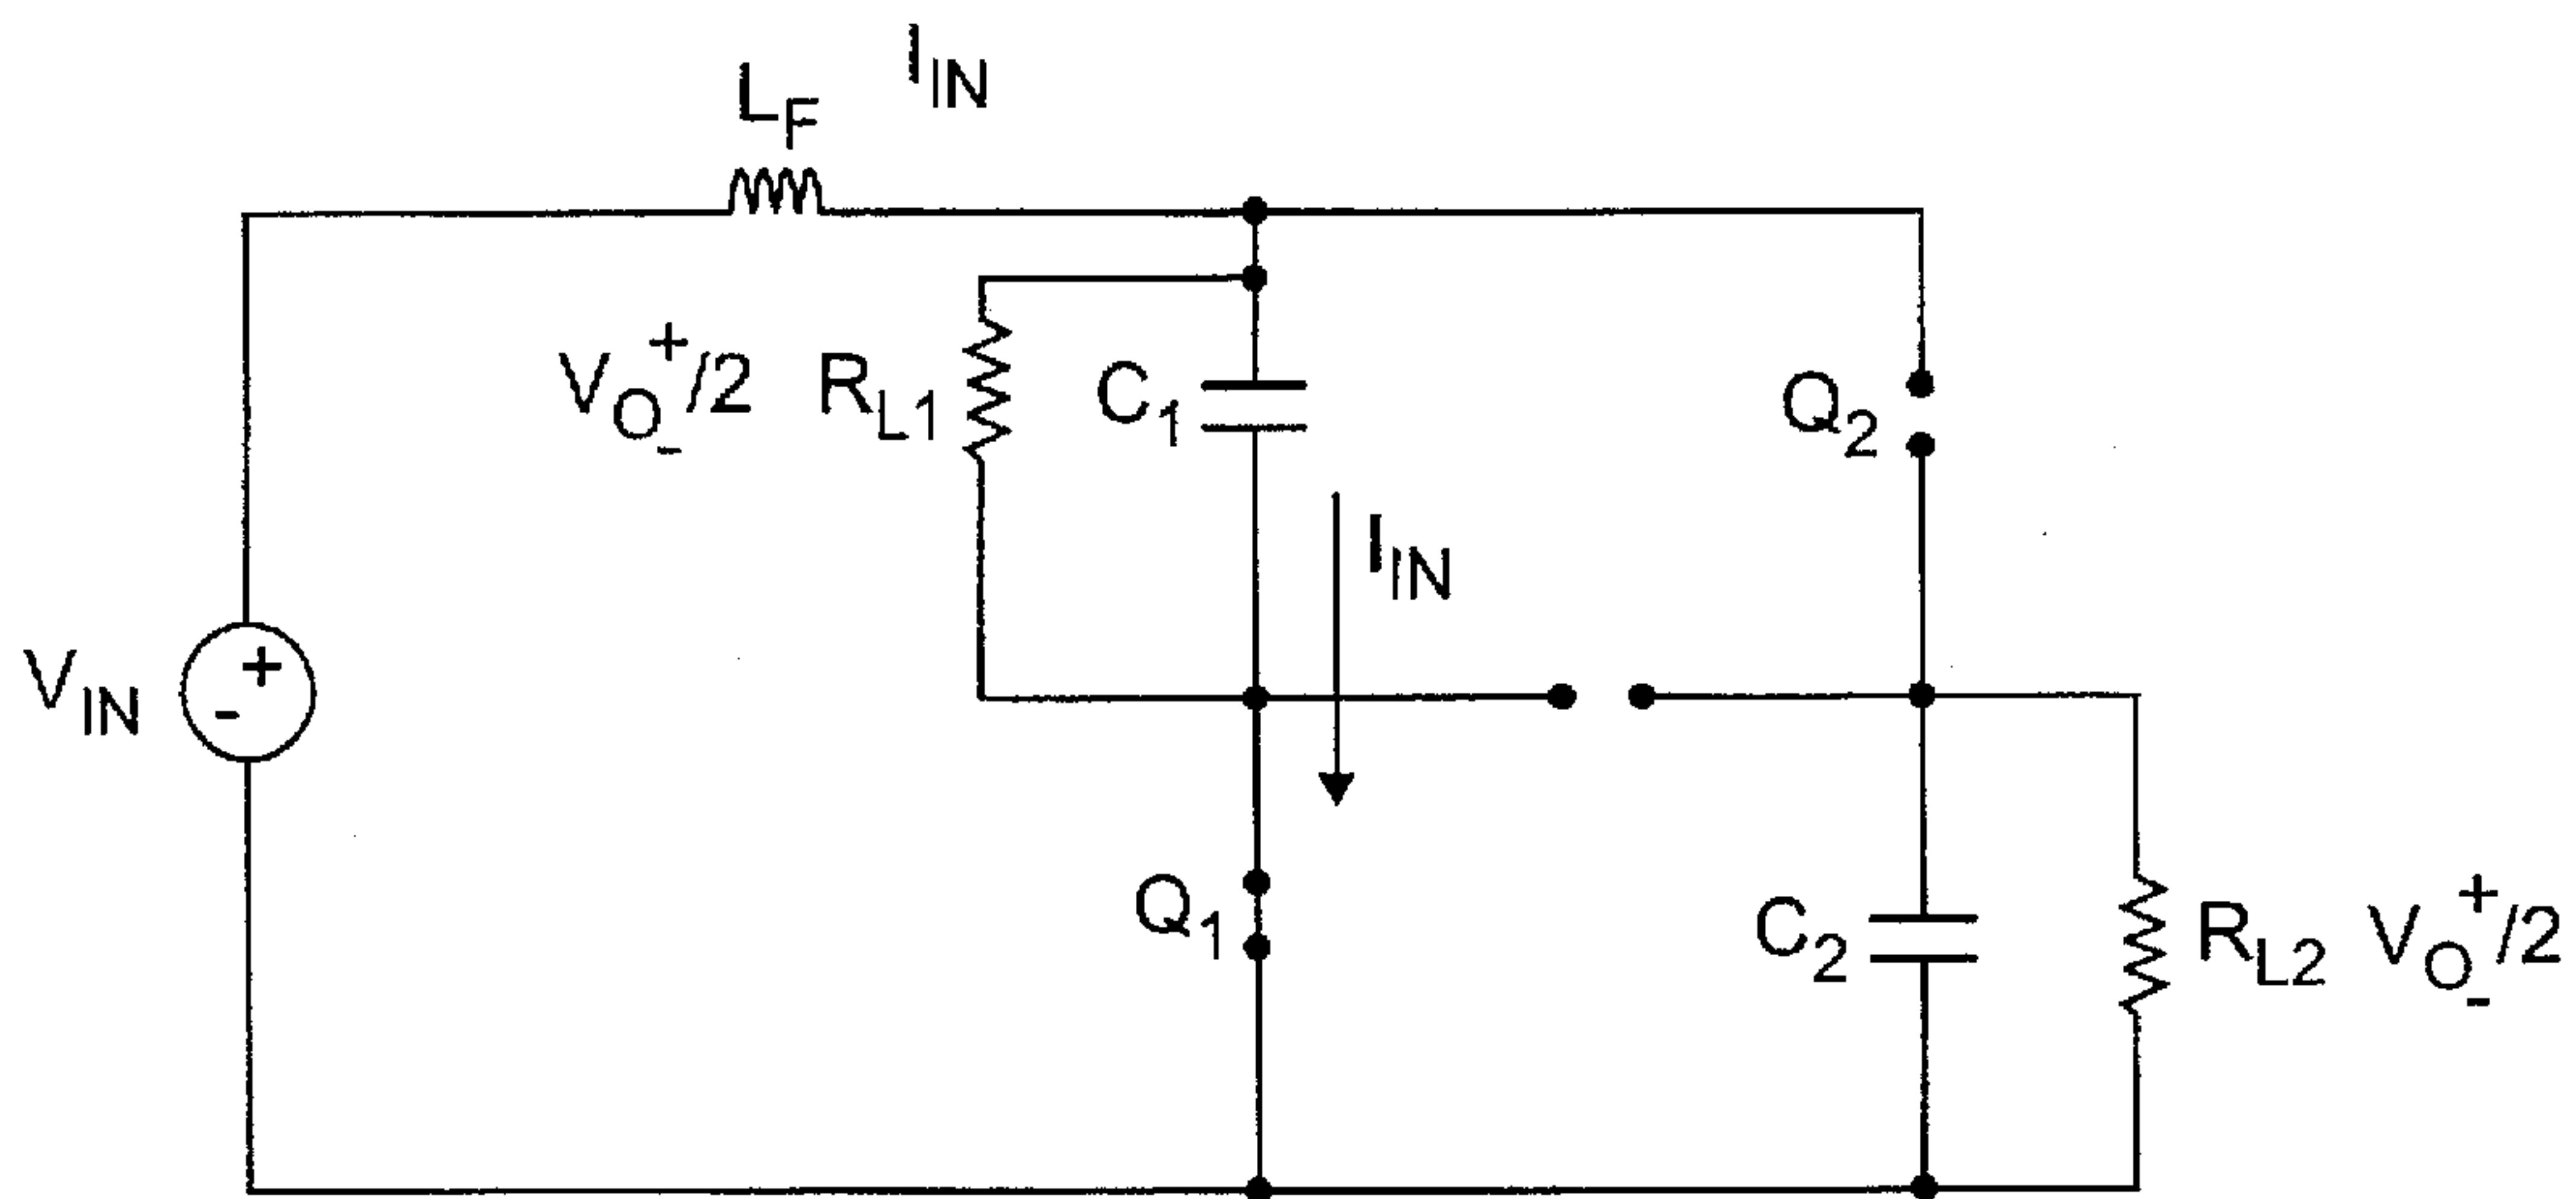 I_IN
L_F
V_O+-/2 R_L1 C_1
Q_2
I_IN
V_IN + -
Q_1
C_2 R_L2 V_O+-/2